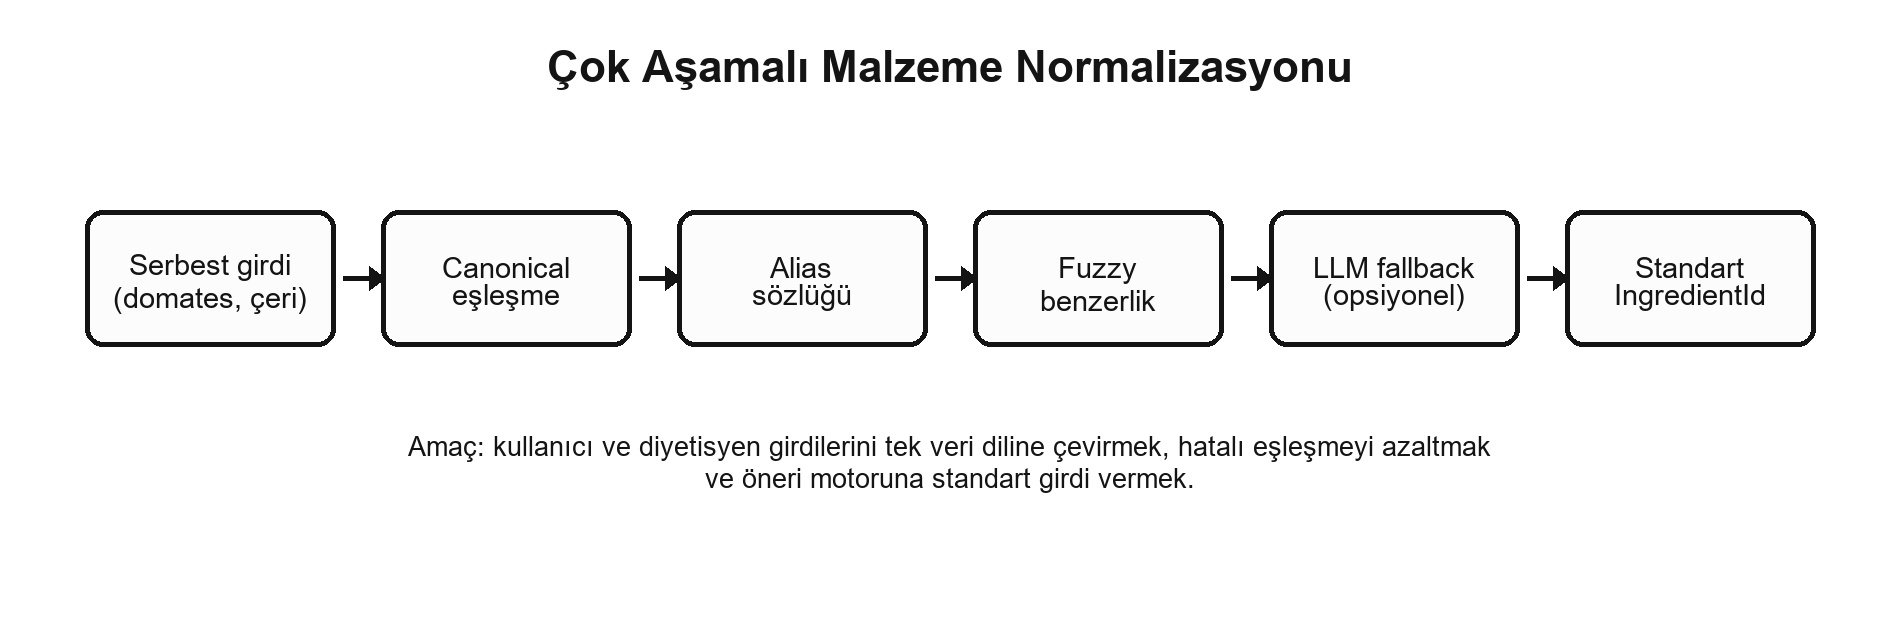 Çok Aşamalı Malzeme Normalizasyonu
Serbest girdi
(domates, çeri)
Canonical
eşleşme
Alias
sözlüğü
Fuzzy
benzerlik
LLM fallback
(opsiyonel)
Standart
IngredientId
Amaç: kullanıcı ve diyetisyen girdilerini tek veri diline çevirmek, hatalı eşleşmeyi azaltmak
ve öneri motoruna standart girdi vermek.